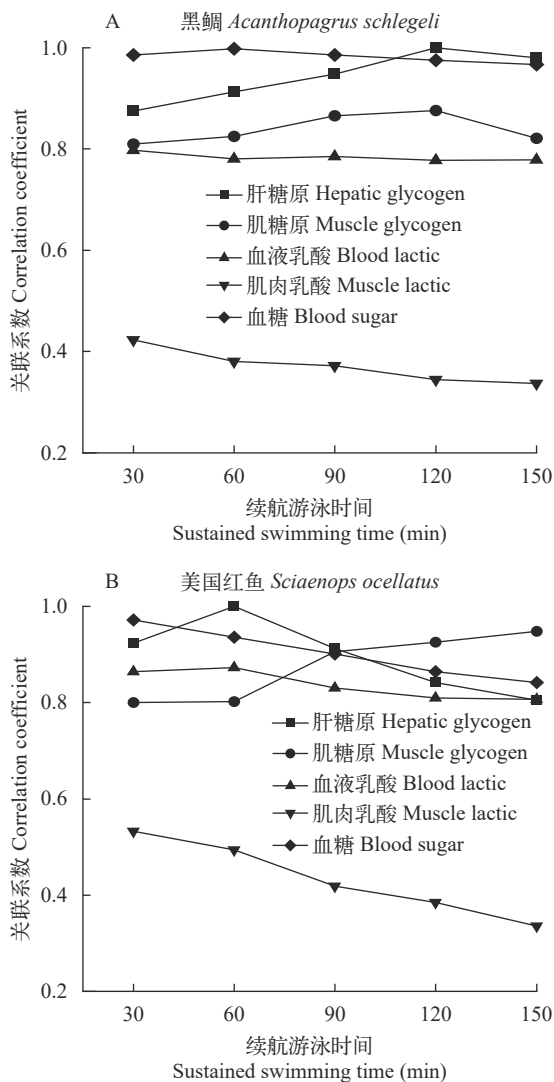 A 黑鲷 Acanthopagrus schlegeli
1.0
0.8
0.6
0.4
0.2
关联系数 Correlation coefficient
肝糖原 Hepatic glycogen
肌糖原 Muscle glycogen
血液乳酸 Blood lactic
肌肉乳酸 Muscle lactic
血糖 Blood sugar
30 60 90 120 150
续航游泳时间
Sustained swimming time (min)
B 美国红鱼 Sciaenops ocellatus
1.0
0.8
0.6
0.4
0.2
关联系数 Correlation coefficient
肝糖原 Hepatic glycogen
肌糖原 Muscle glycogen
血液乳酸 Blood lactic
肌肉乳酸 Muscle lactic
血糖 Blood sugar
30 60 90 120 150
续航游泳时间
Sustained swimming time (min)